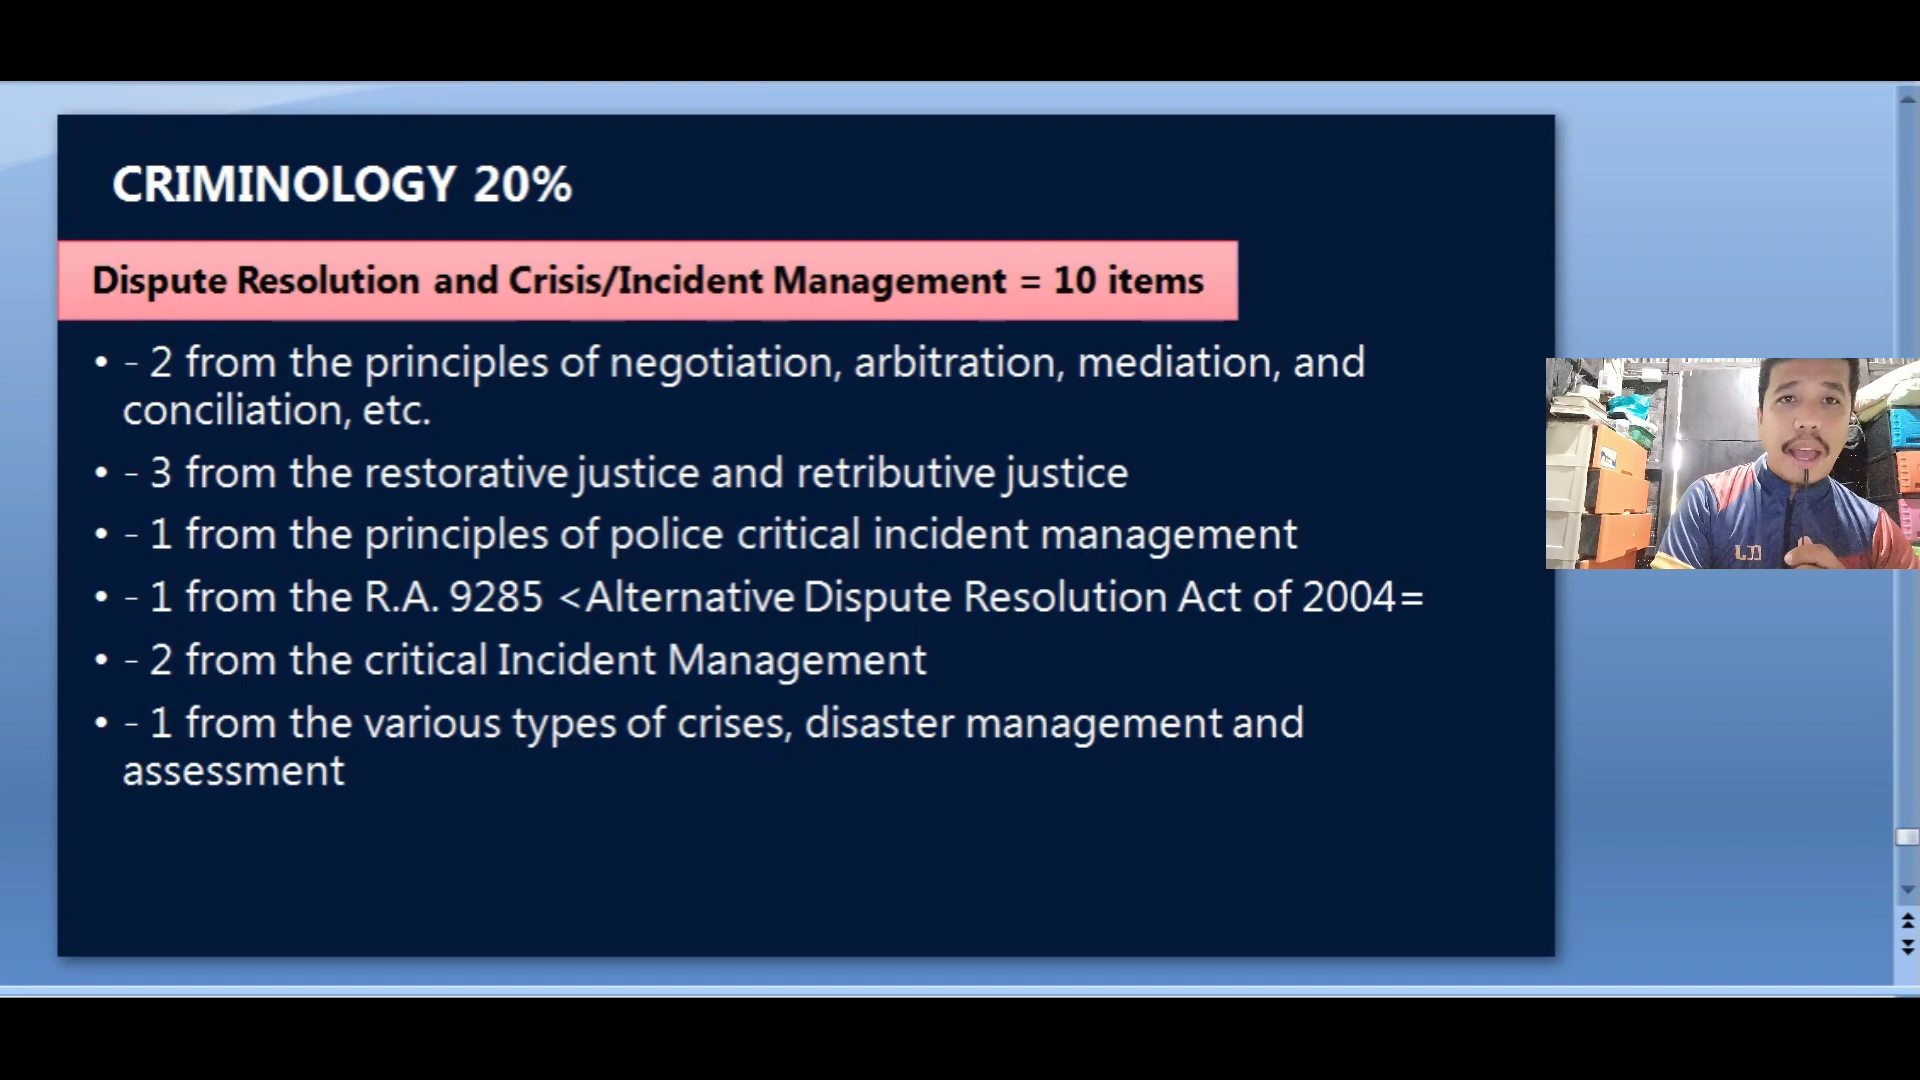 CRIMINOLOGY 20%
Dispute Resolution and Crisis/Incident Management = 10 items
• - 2 from the principles of negotiation, arbitration, mediation, and
conciliation, etc.
• - 3 from the restorative justice and retributive justice
• - 1 from the principles of police critical incident management
• - 1 from the R.A. 9285 <Alternative Dispute Resolution Act of 2004=
• - 2 from the critical Incident Management
• - 1 from the various types of crises, disaster management and
assessment